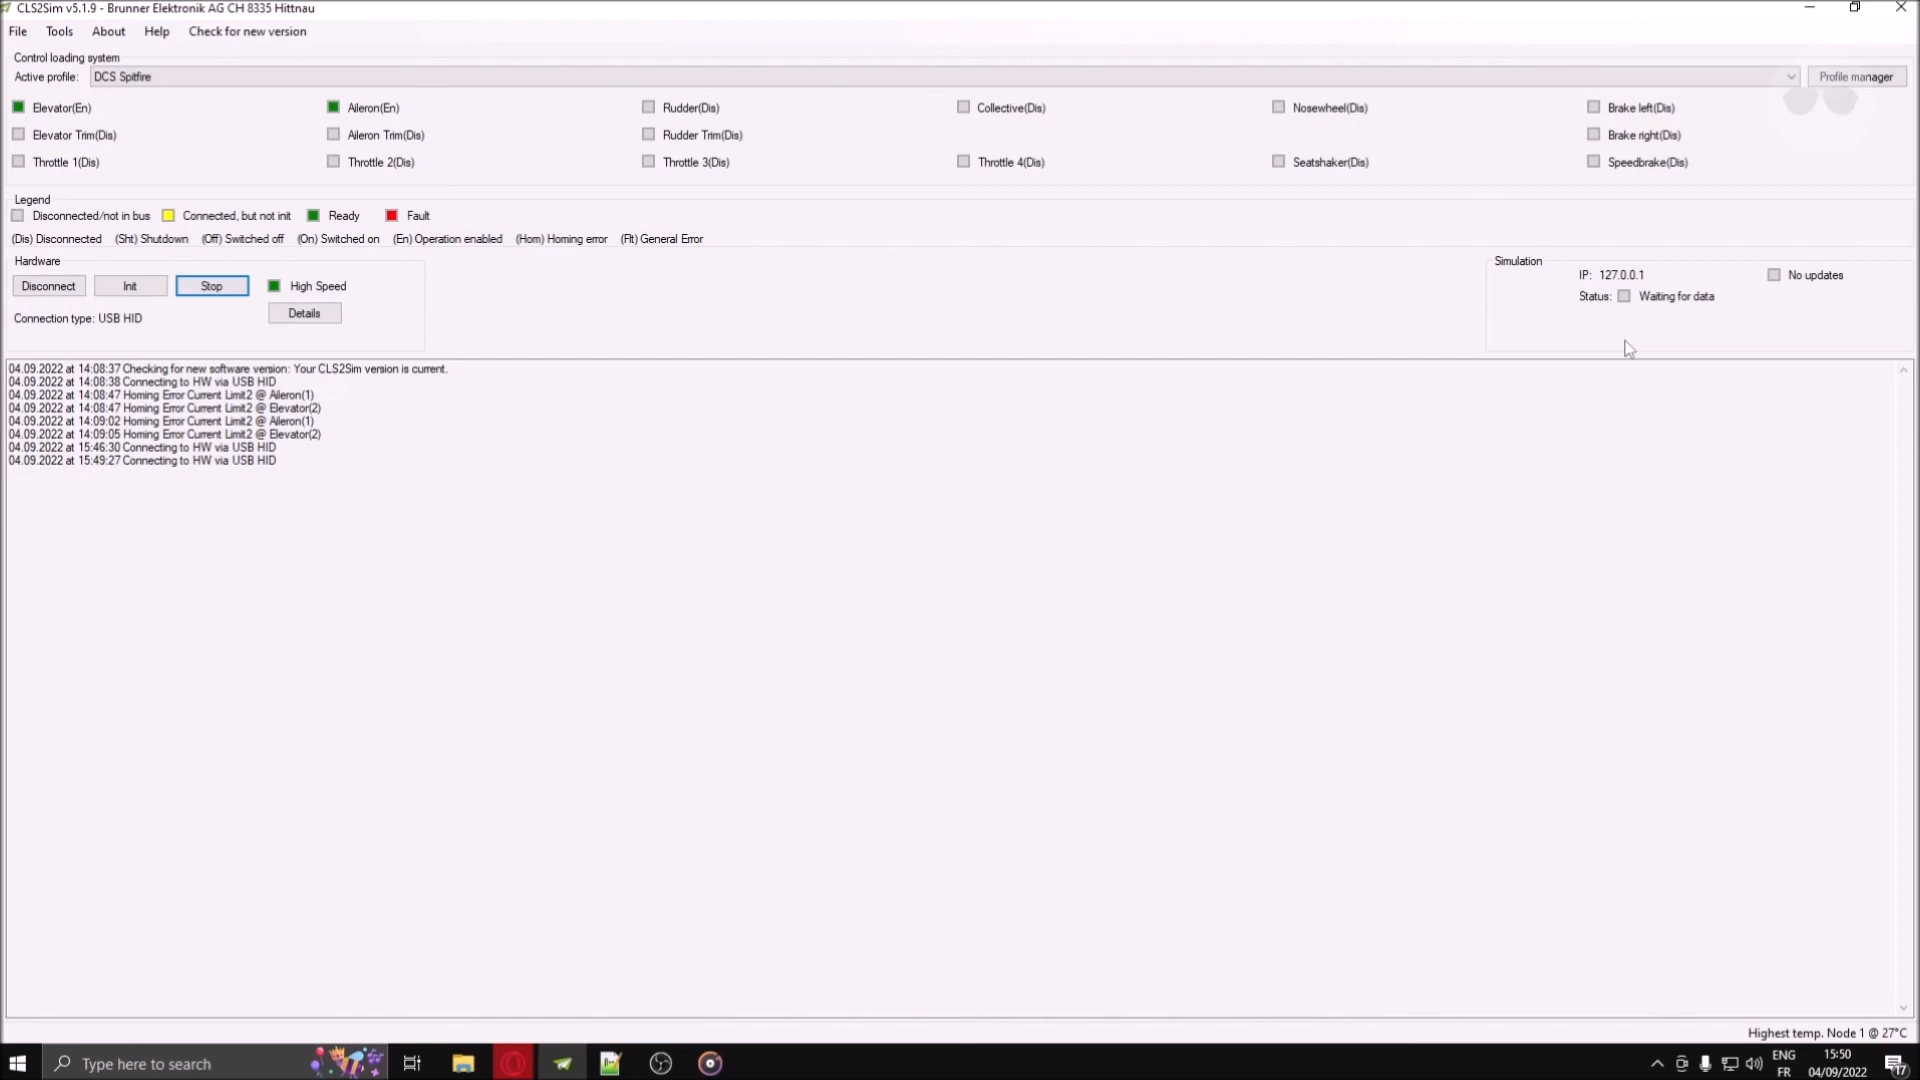 CLS2Sim v5.1.9 - Brunner Elektronik AG CH 8335 Hittnau
File Tools About Help Check for new version
Control loading system
Active profile: DCS Spitfire Profile manager
Elevator(En) Aileron(En) Rudder(Dis) Collective(Dis) Nosewheel(Dis) Brake left(Dis)
Elevator Trim(Dis) Aileron Trim(Dis) Rudder Trim(Dis) Brake right(Dis)
Throttle 1(Dis) Throttle 2(Dis) Throttle 3(Dis) Throttle 4(Dis) Seatshaker(Dis) Speedbrake(Dis)
Legend
Disconnected/not in bus Connected, but not init Ready Fault
(Dis) Disconnected (Sht) Shutdown (Off) Switched off (On) Switched on (En) Operation enabled (Hom) Homing error (Flt) General Error
Hardware Simulation
Disconnect Init Stop High Speed IP: 127.0.0.1 No updates
Status: Waiting for data
Connection type: USB HID Details
04.09.2022 at 14:08:37 Checking for new software version: Your CLS2Sim version is current.
04.09.2022 at 14:08:38 Connecting to HW via USB HID
04.09.2022 at 14:08:47 Homing Error Current Limit2 @ Aileron(1)
04.09.2022 at 14:08:47 Homing Error Current Limit2 @ Elevator(2)
04.09.2022 at 14:09:02 Homing Error Current Limit2 @ Aileron(1)
04.09.2022 at 14:09:05 Homing Error Current Limit2 @ Elevator(2)
04.09.2022 at 15:46:30 Connecting to HW via USB HID
04.09.2022 at 15:49:27 Connecting to HW via USB HID
Highest temp. Node 1 @ 27°C
Type here to search
ENG 15:50
FR 04/09/2022 17